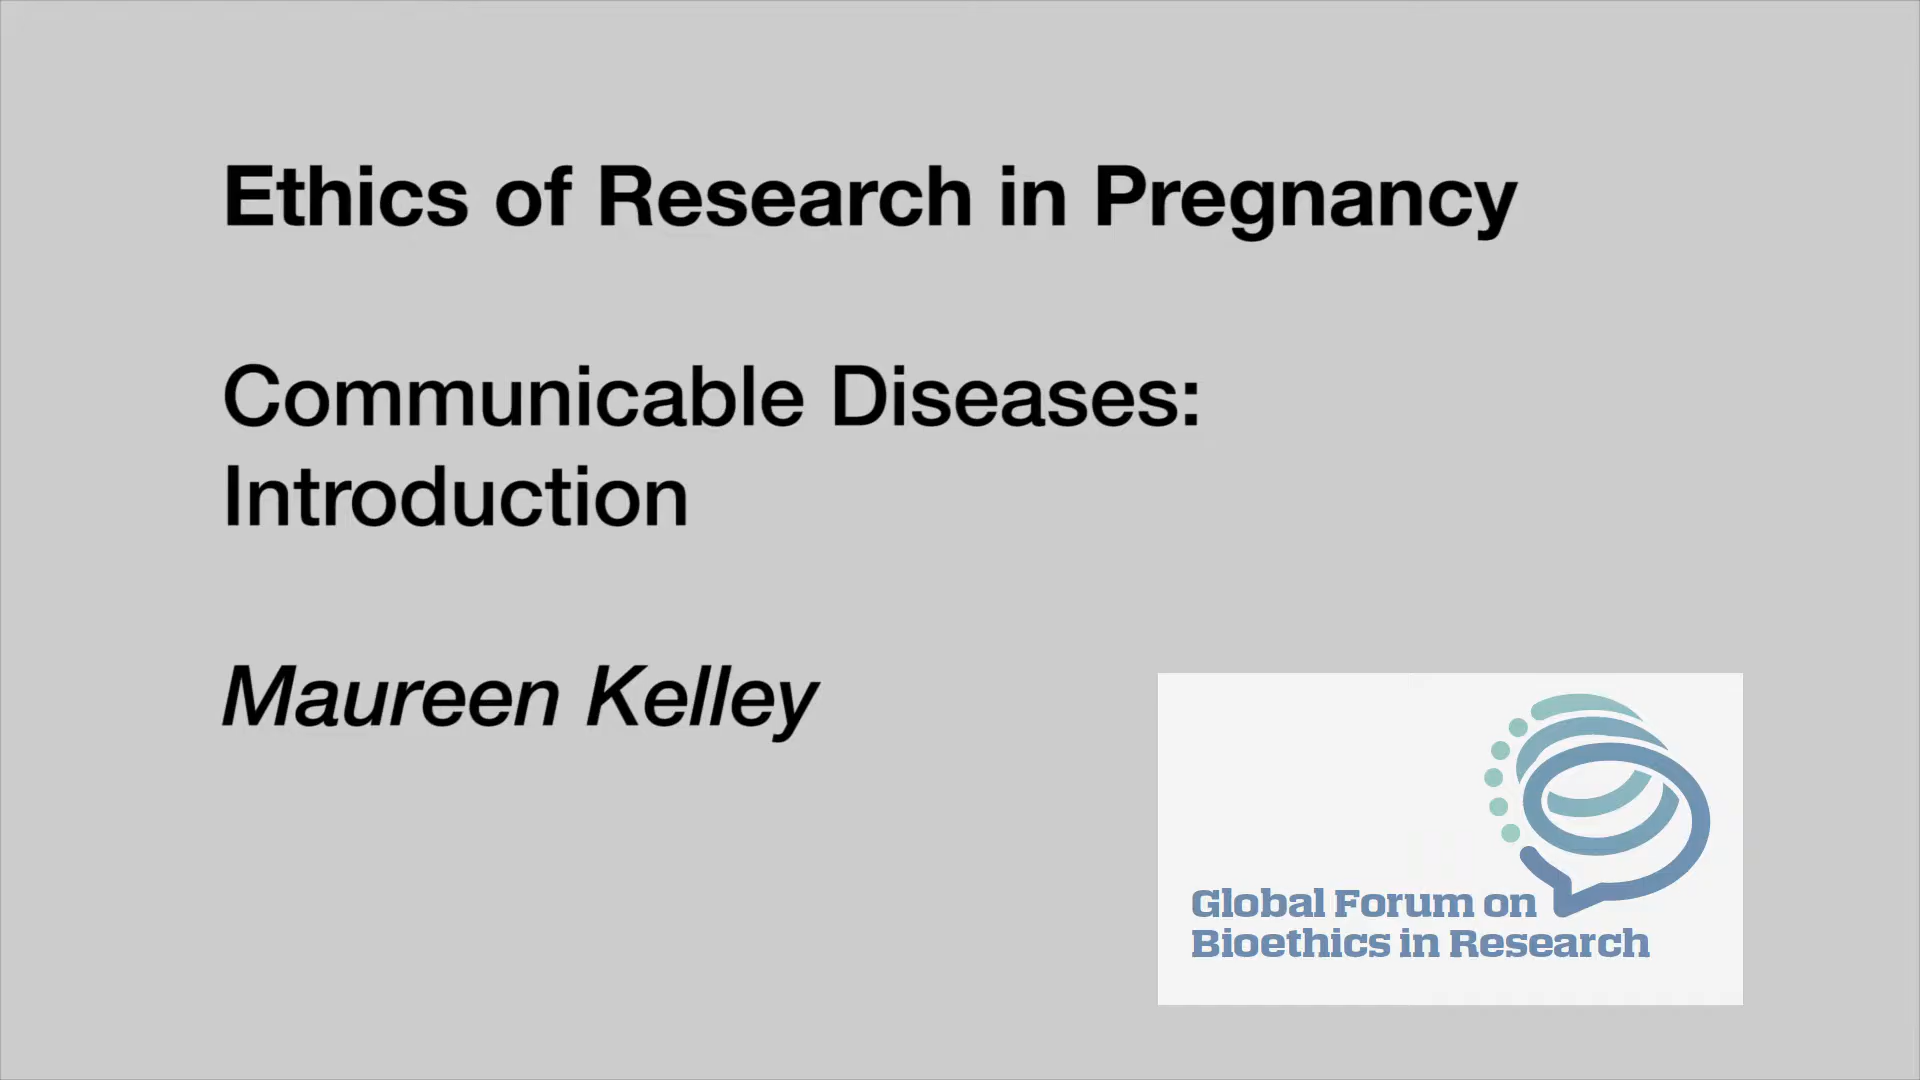 Ethics of Research in Pregnancy
Communicable Diseases:
Introduction
Maureen Kelley
Global Forum on
Bioethics in Research